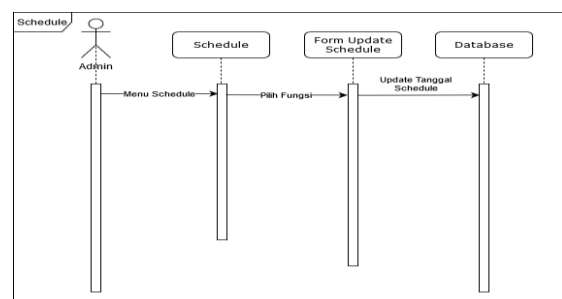 Schedule
Admin
Schedule
Form Update
Schedule
Database
Menu Schedule
Pilih Fungsi
Update Tanggal
Schedule